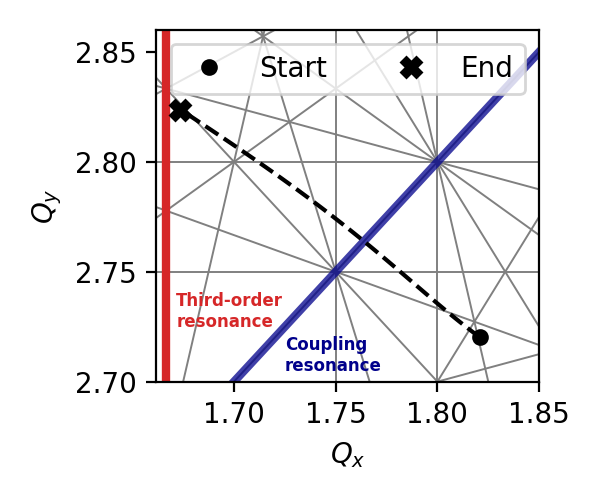 2.85
Start End
2.80
Q_y
2.75
Third-order
resonance
Coupling
resonance
2.70
1.70 1.75 1.80 1.85
Q_x